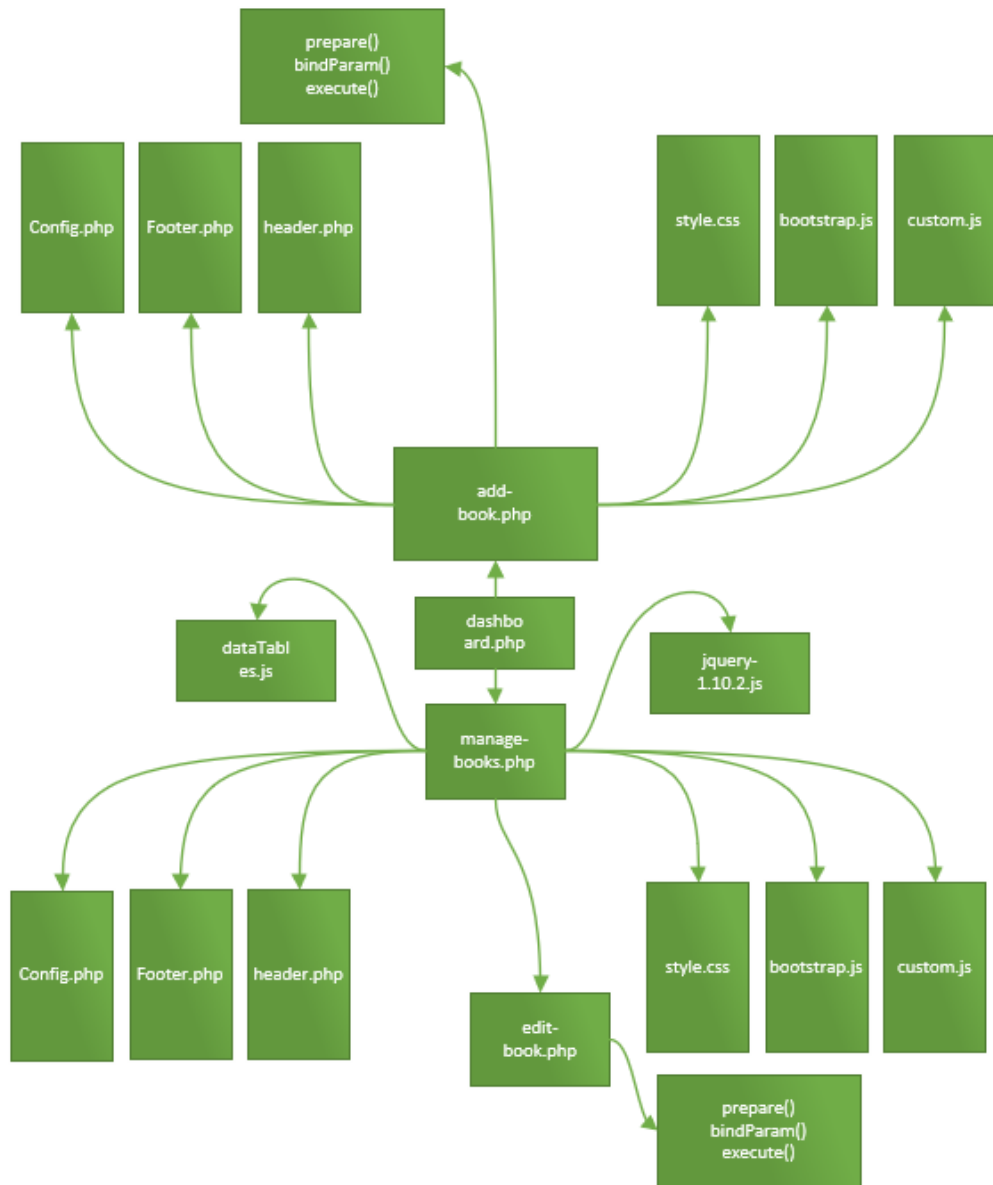 prepare()
bindParam()
execute()
Config.php
Footer.php
header.php
style.css
bootstrap.js
custom.js
add-
book.php
dashbo
ard.php
dataTabl
es.js
jquery-
1.10.2.js
manage-
books.php
Config.php
Footer.php
header.php
style.css
bootstrap.js
custom.js
edit-
book.php
prepare()
bindParam()
execute()